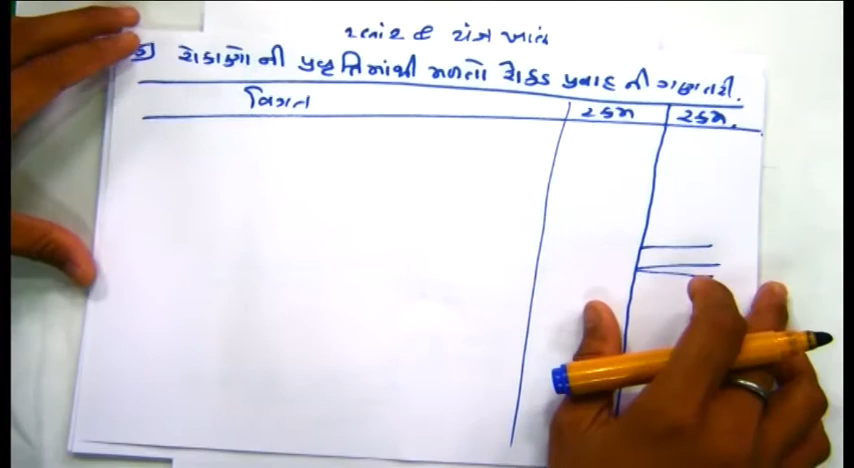 પ્લાંટ & યંત્ર ખાતું
રોકાણોની પ્રવૃત્તિમાંથી મળતો રોકડ પ્રવાહ ની ગણતરી.
વિગત રકમ રકમ.